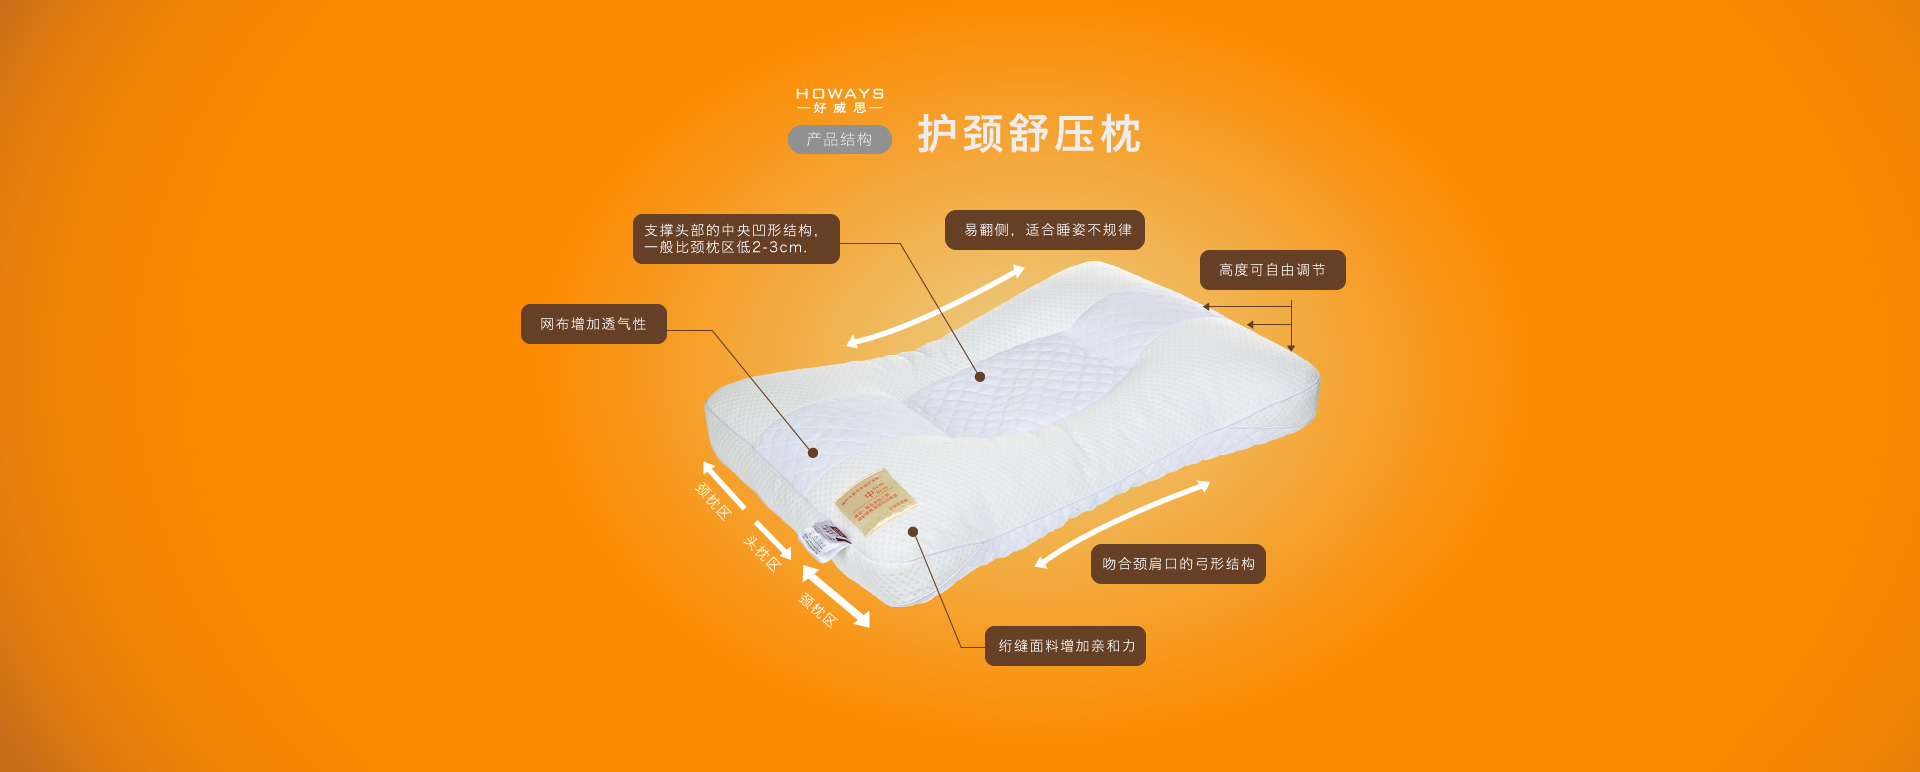 HOWAYS
好威思
产品结构
护颈舒压枕
支撑头部的中央凹形结构，
一般比颈枕区低2-3cm.
易翻侧，适合睡姿不规律
高度可自由调节
网布增加透气性
颈枕区
头枕区
颈枕区
中
吻合颈肩口的弓形结构
绗缝面料增加亲和力